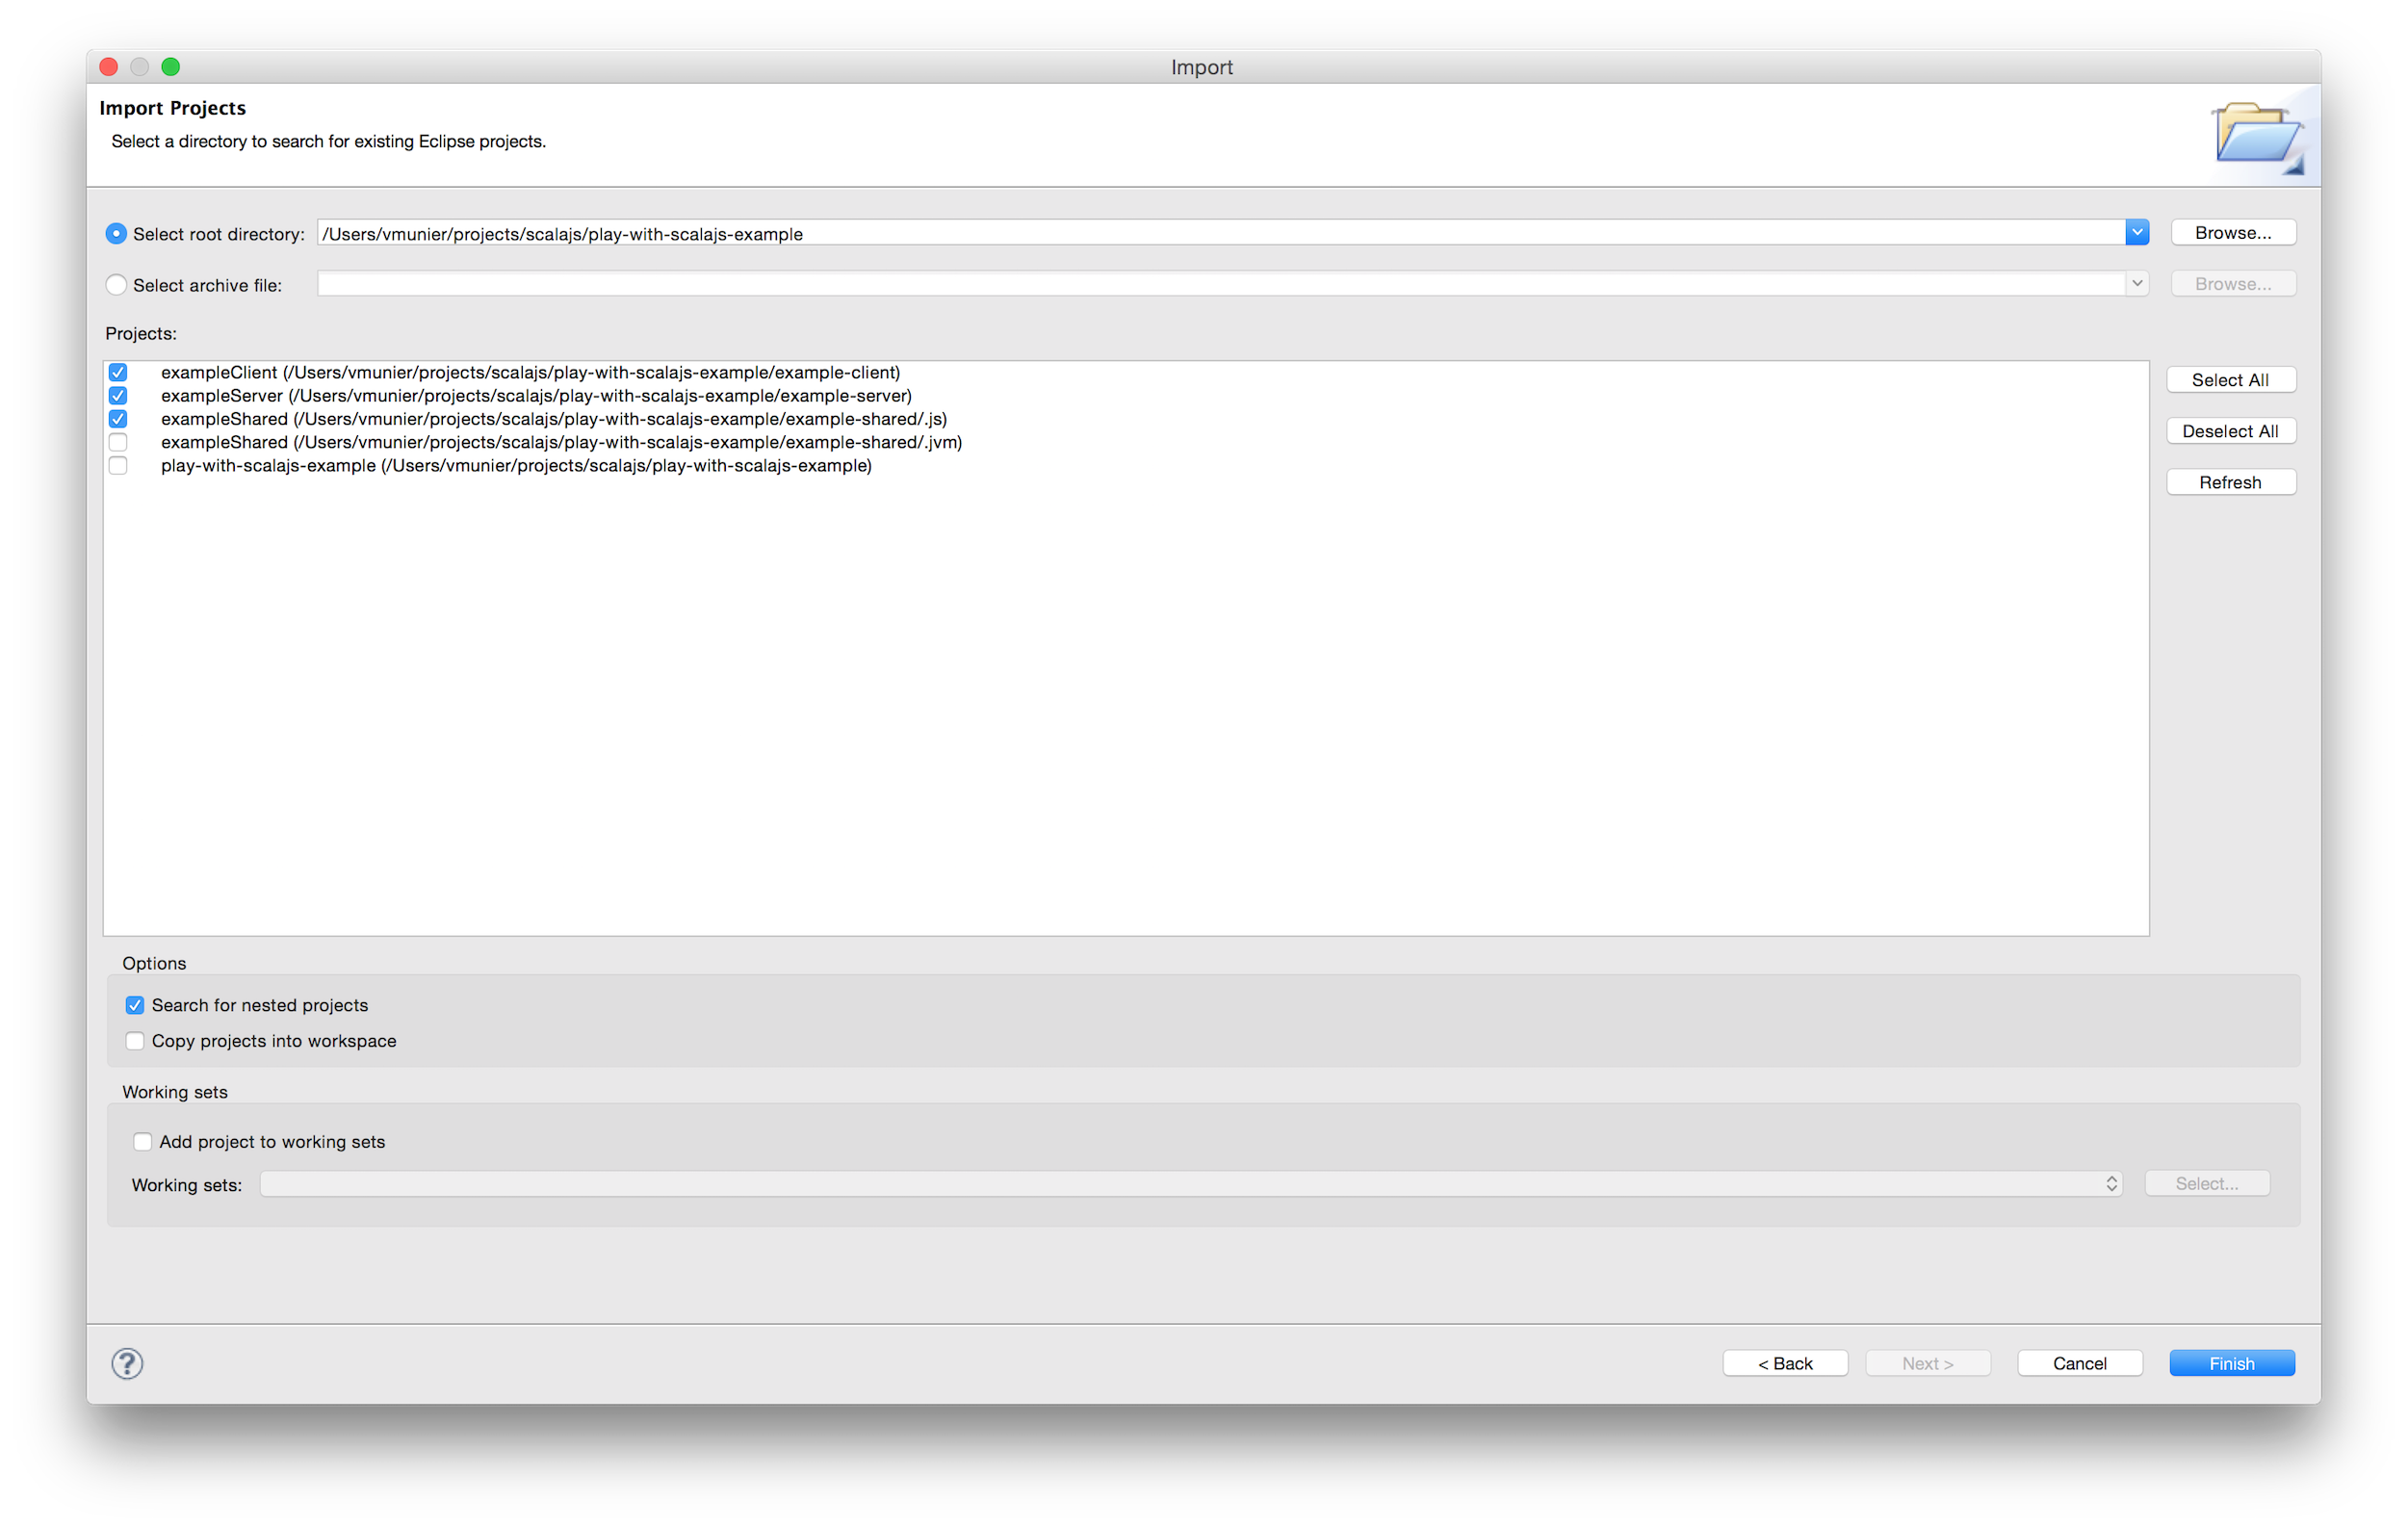 Import
Import Projects
Select a directory to search for existing Eclipse projects.
Select root directory: /Users/vmunier/projects/scalajs/play-with-scalajs-example Browse...
Select archive file: Browse...
Projects:
exampleClient (/Users/vmunier/projects/scalajs/play-with-scalajs-example/example-client)
exampleServer (/Users/vmunier/projects/scalajs/play-with-scalajs-example/example-server)
exampleShared (/Users/vmunier/projects/scalajs/play-with-scalajs-example/example-shared/.js)
exampleShared (/Users/vmunier/projects/scalajs/play-with-scalajs-example/example-shared/.jvm)
play-with-scalajs-example (/Users/vmunier/projects/scalajs/play-with-scalajs-example)
Select All
Deselect All
Refresh
Options
Search for nested projects
Copy projects into workspace
Working sets
Add project to working sets
Working sets: Select...
? < Back Next > Cancel Finish